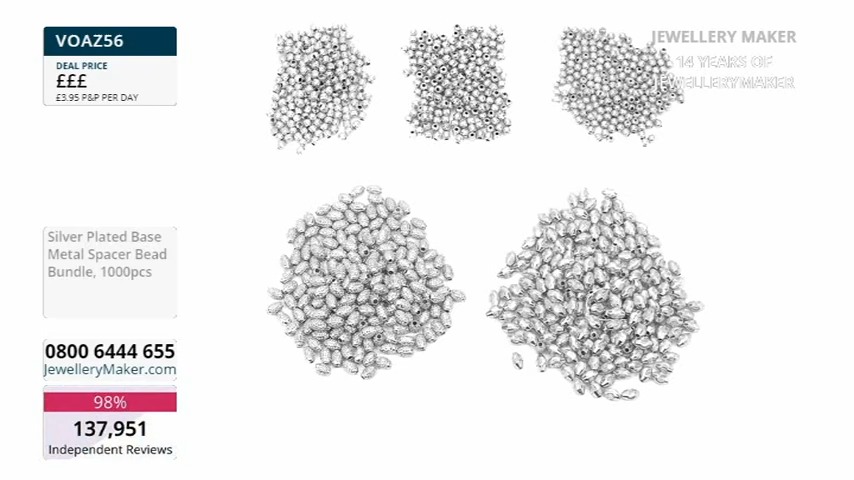 VOAZ56
DEAL PRICE
£££
£3.95 P&P PER DAY
JEWELLERY MAKER
14 YEARS OF
JEWELLERYMAKER
Silver Plated Base
Metal Spacer Bead
Bundle, 1000pcs
0800 6444 655
JewelleryMaker.com
98%
137,951
Independent Reviews